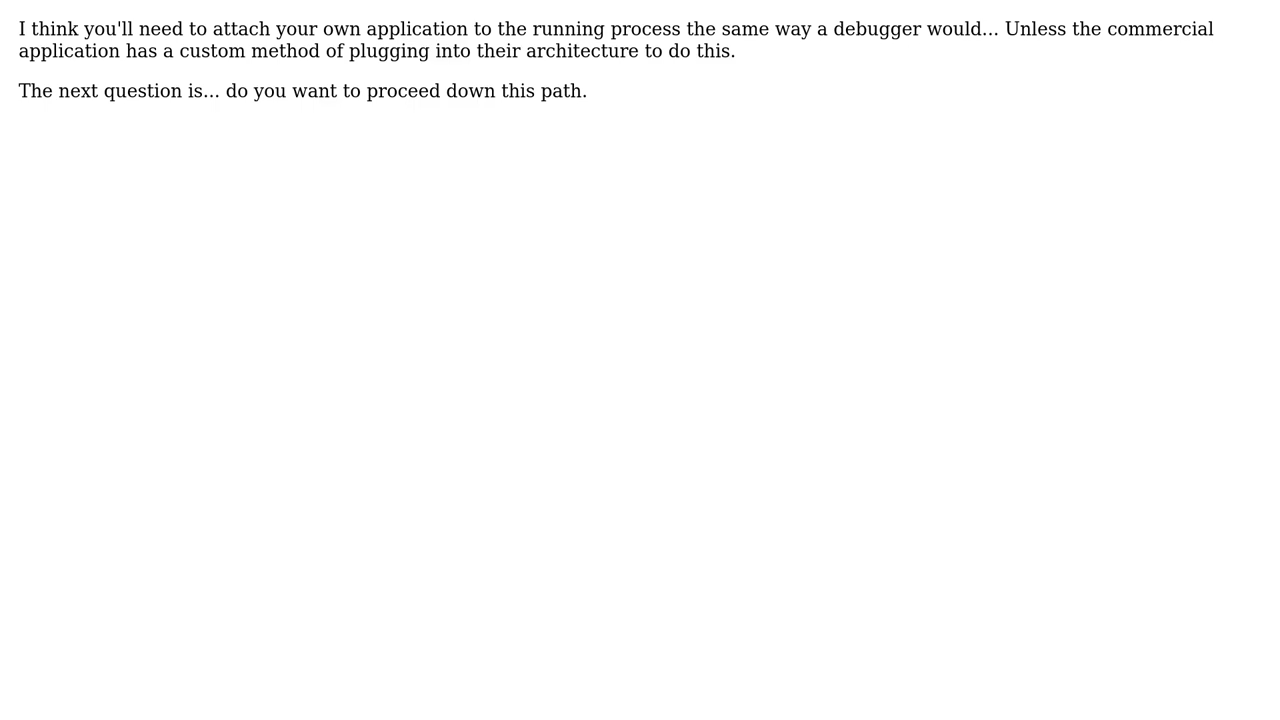 I think you'll need to attach your own application to the running process the same way a debugger would... Unless the commercial
application has a custom method of plugging into their architecture to do this.
The next question is... do you want to proceed down this path.